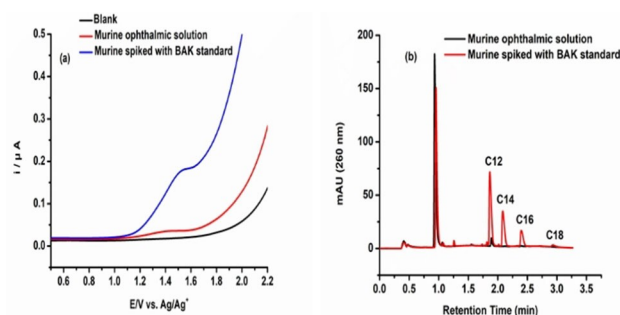 Blank
Murine ophthalmic solution
Murine spiked with BAK standard
(a)
i / μA
0.5
0.4
0.3
0.2
0.1
0.0
0.6 0.8 1.0 1.2 1.4 1.6 1.8 2.0 2.2
E/V vs. Ag/Ag+
(b)
Murine ophthalmic solution
Murine spiked with BAK standard
mAU (260 nm)
200
150
100
50
0
C12
C14
C16
C18
0.0 0.5 1.0 1.5 2.0 2.5 3.0 3.5
Retention Time (min)